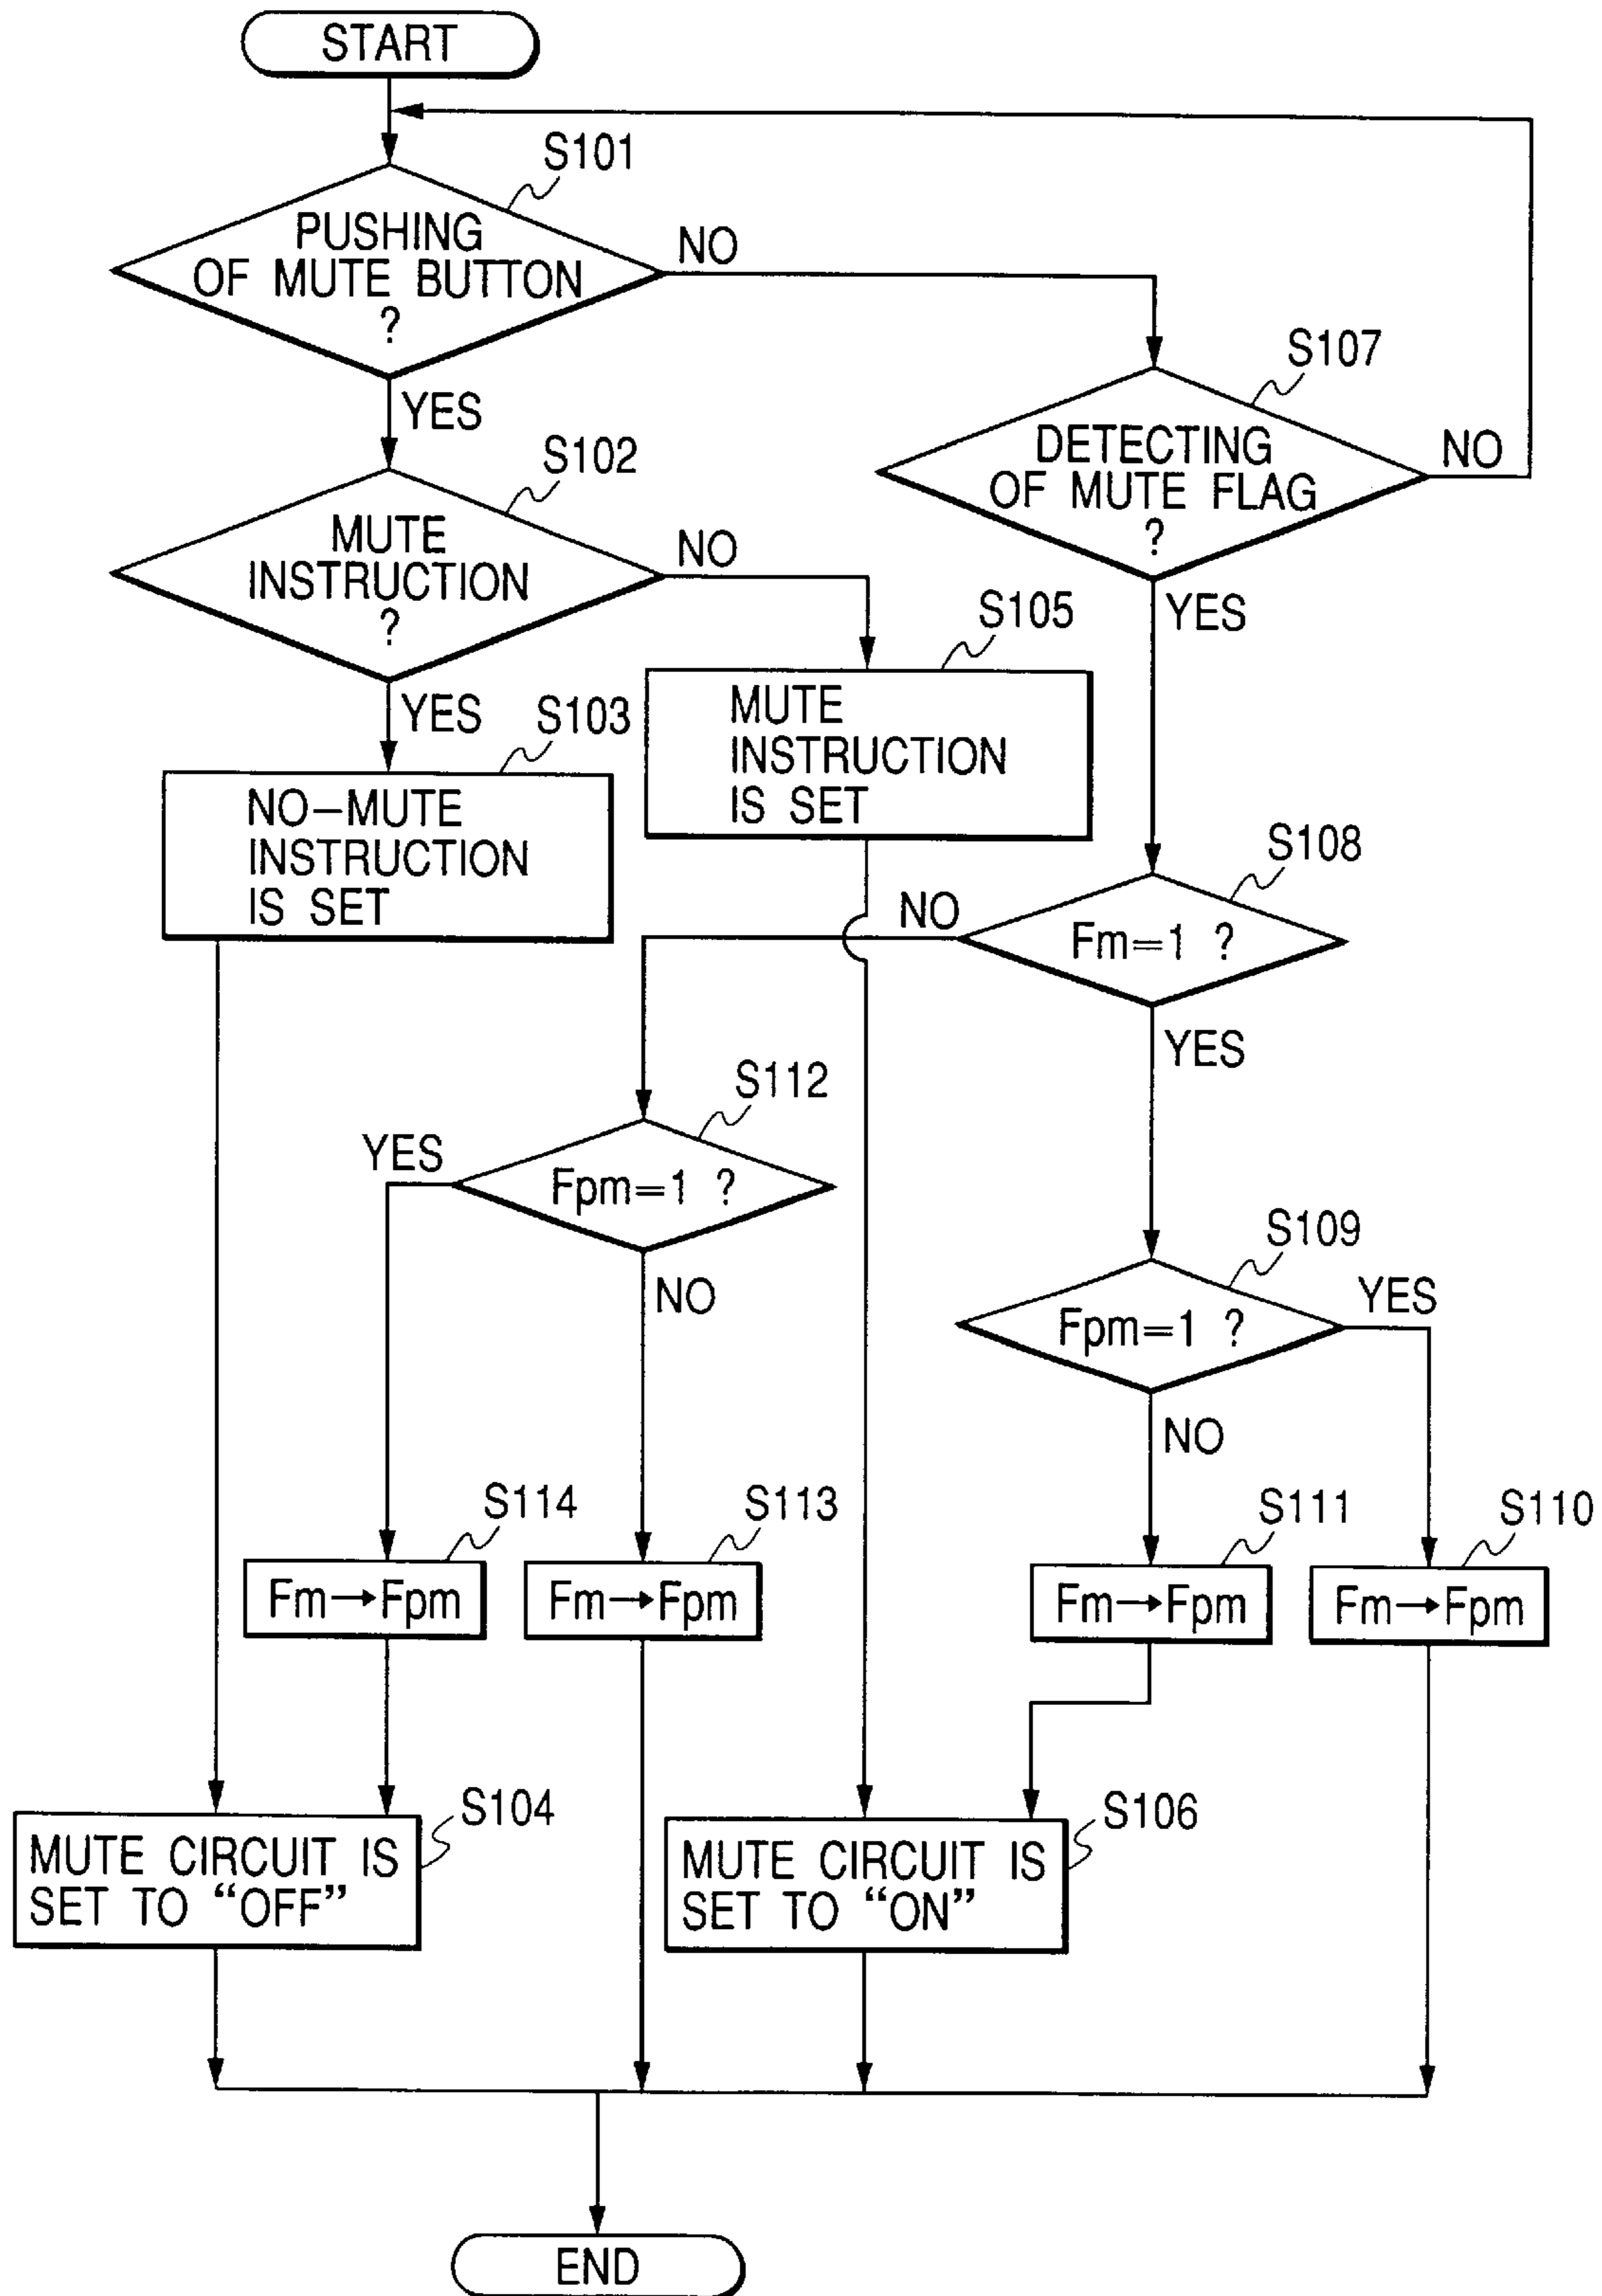 START
S101
PUSHING
OF MUTE BUTTON
?
NO
YES
S107
DETECTING
OF MUTE FLAG
?
NO
YES
S102
MUTE
INSTRUCTION
?
NO
YES
S105
MUTE
INSTRUCTION
IS SET
S103
NO-MUTE
INSTRUCTION
IS SET
S108
Fm=1 ?
NO
YES
S112
Fpm=1 ?
YES
NO
S109
Fpm=1 ?
YES
NO
S114
Fm→Fpm
S113
Fm→Fpm
S111
Fm→Fpm
S110
Fm→Fpm
S104
MUTE CIRCUIT IS
SET TO “OFF”
S106
MUTE CIRCUIT IS
SET TO “ON”
END